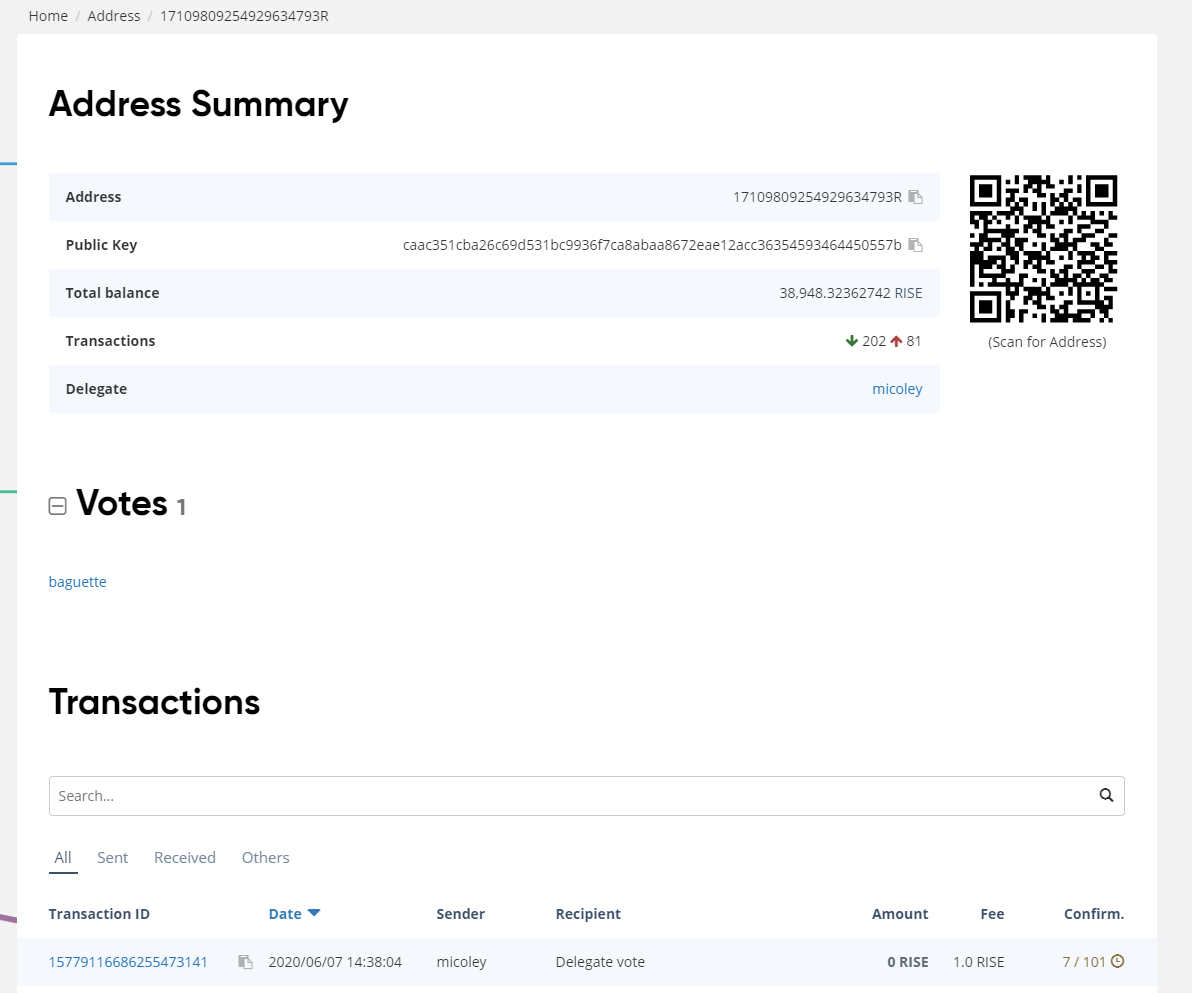 Home / Address / 17109809254929634793R
Address Summary
Address 17109809254929634793R
Public Key caac351cba26c69d531bc9936f7ca8abaa8672eae12acc36354593464450557b
Total balance 38,948.32362742 RISE
Transactions 202 81
Delegate micoley
(Scan for Address)
Votes 1
baguette
Transactions
Search...
All Sent Received Others
Transaction ID Date Sender Recipient Amount Fee Confirm.
15779116686255473141 2020/06/07 14:38:04 micoley Delegate vote 0 RISE 1.0 RISE 7 / 101